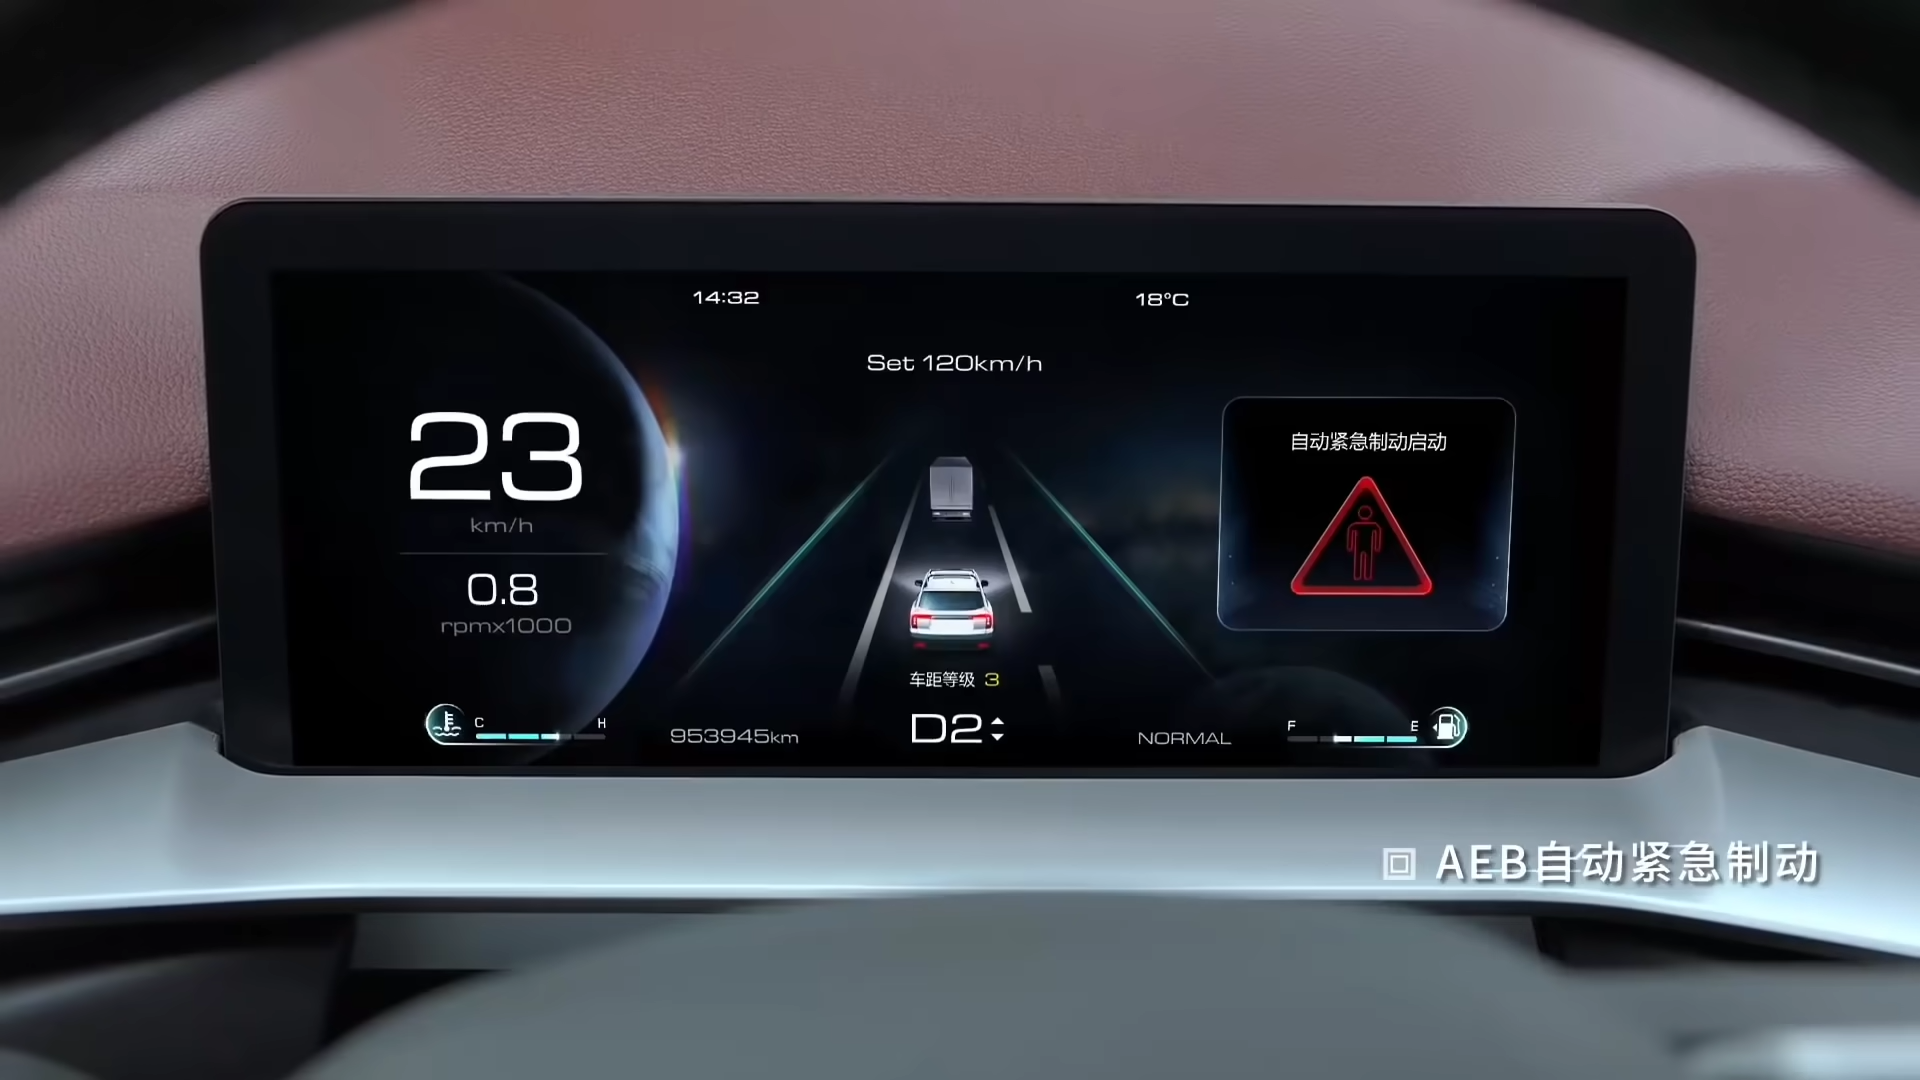 14:32
18°C
Set 120km/h
23
km/h
0.8
rpmx1000
自动紧急制动启动
车距等级 3
C
H
953945km
D2
NORMAL
F
E
AEB自动紧急制动